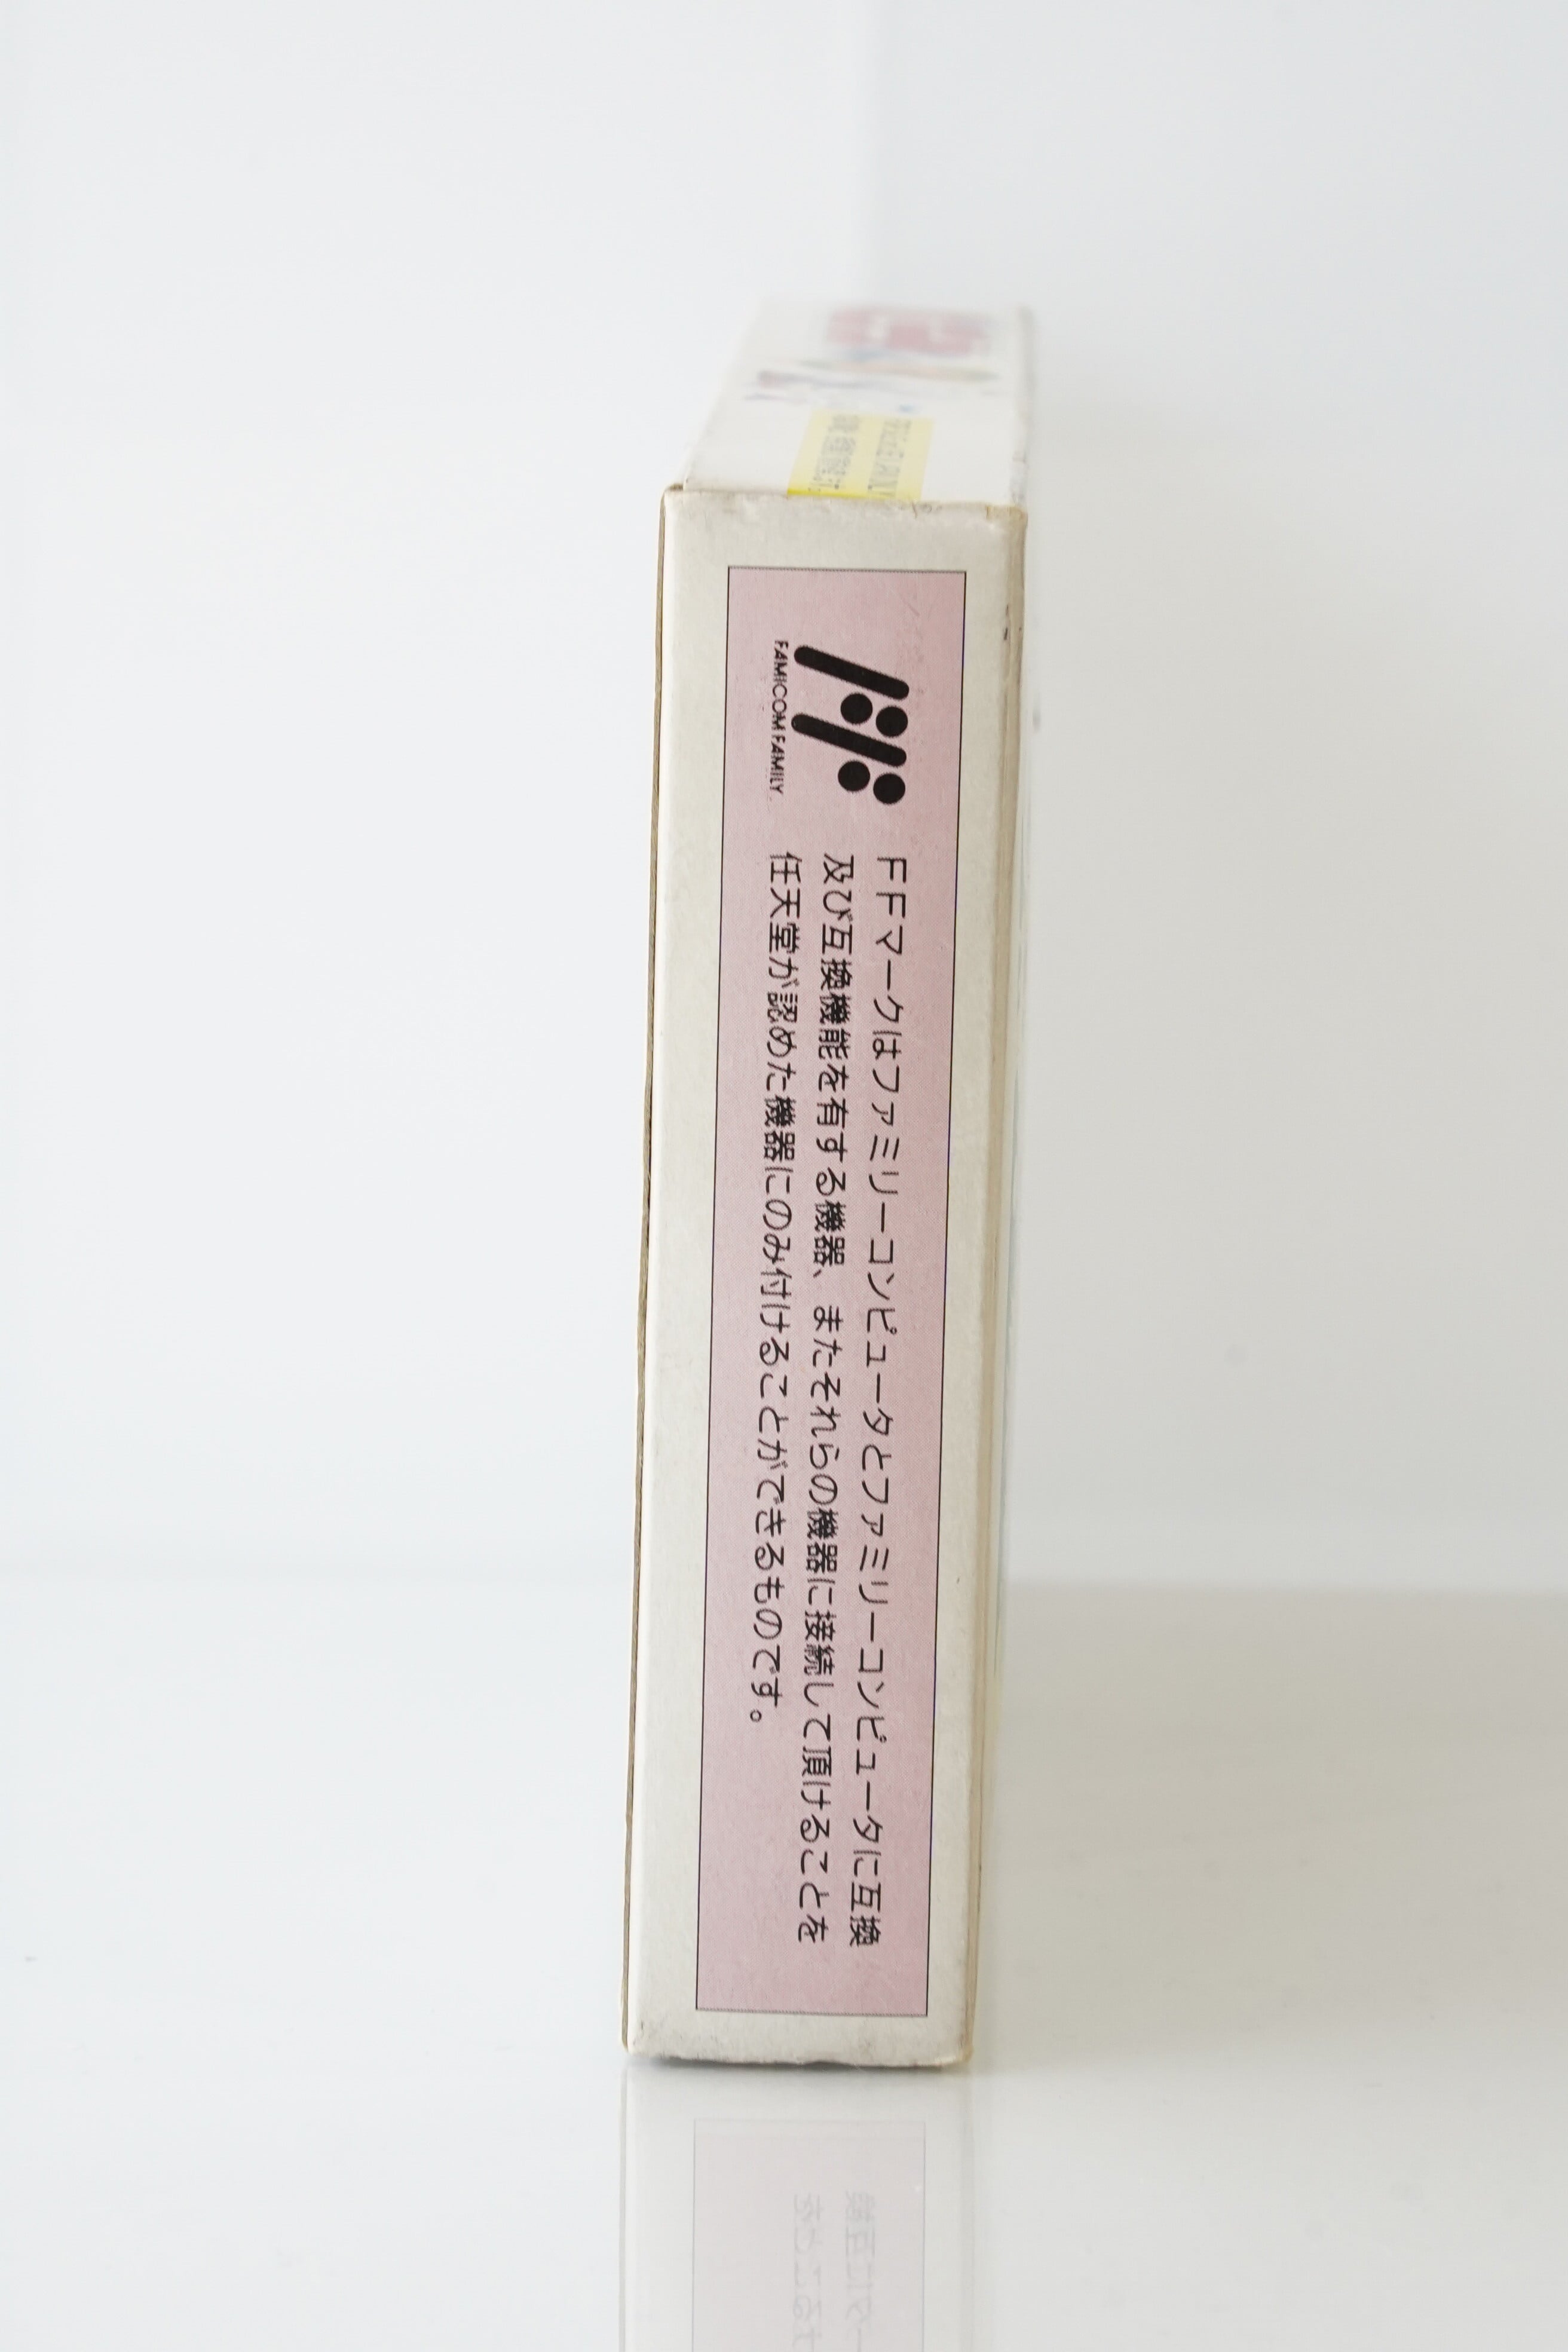 FAMICOM FAMILY
FFマークはファミリーコンピュータとファミリーコンピュータに互換
及び互換機能を有する機器、またそれらの機器に接続して頂けることを
任天堂が認めた機器にのみ付けることができるものです。